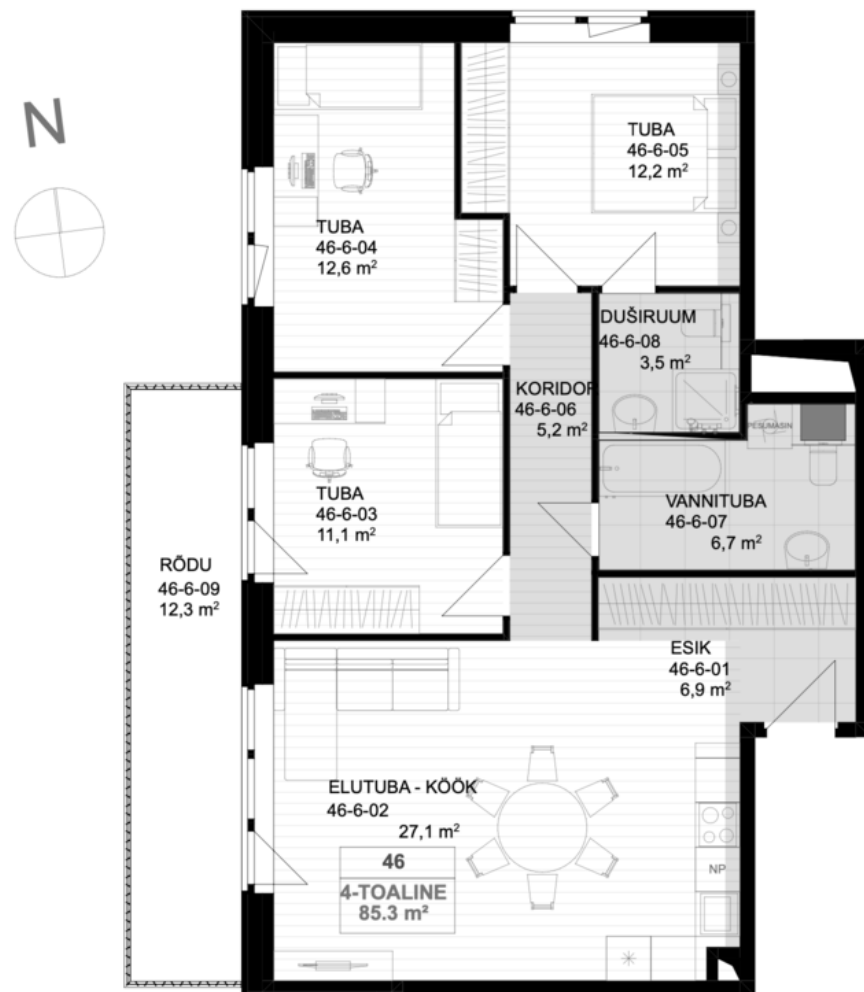 N
TUBA
46-6-05
12,2 m²
TUBA
46-6-04
12,6 m²
DUŠIRUUM
46-6-08
3,5 m²
KORIDOR
46-6-06
5,2 m²
PESUMASIN
TUBA
46-6-03
11,1 m²
VANNITUBA
46-6-07
6,7 m²
RÕDU
46-6-09
12,3 m²
ESIK
46-6-01
6,9 m²
ELUTUBA - KÖÖK
46-6-02
27,1 m²
NP
46
4-TOALINE
85.3 m²